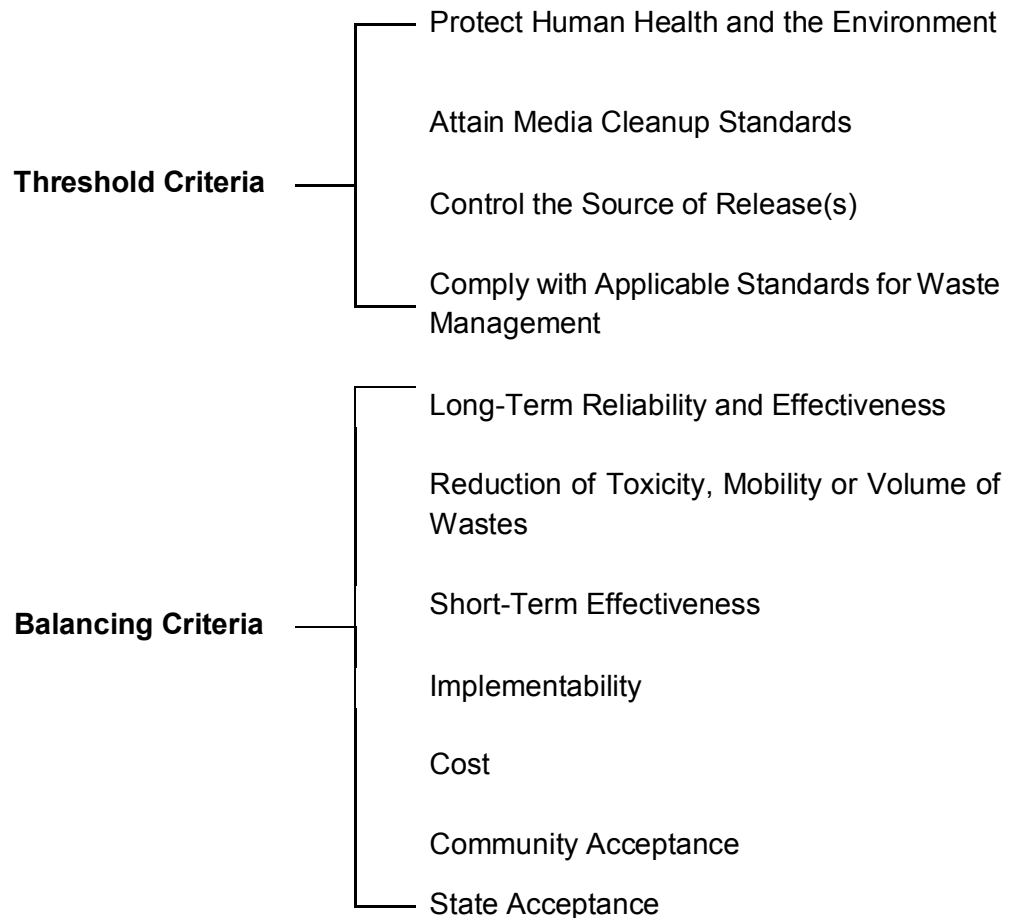 Protect Human Health and the Environment
Attain Media Cleanup Standards
Threshold Criteria
Control the Source of Release(s)
Comply with Applicable Standards for Waste
Management
Long-Term Reliability and Effectiveness
Reduction of Toxicity, Mobility or Volume of
Wastes
Short-Term Effectiveness
Balancing Criteria
Implementability
Cost
Community Acceptance
State Acceptance